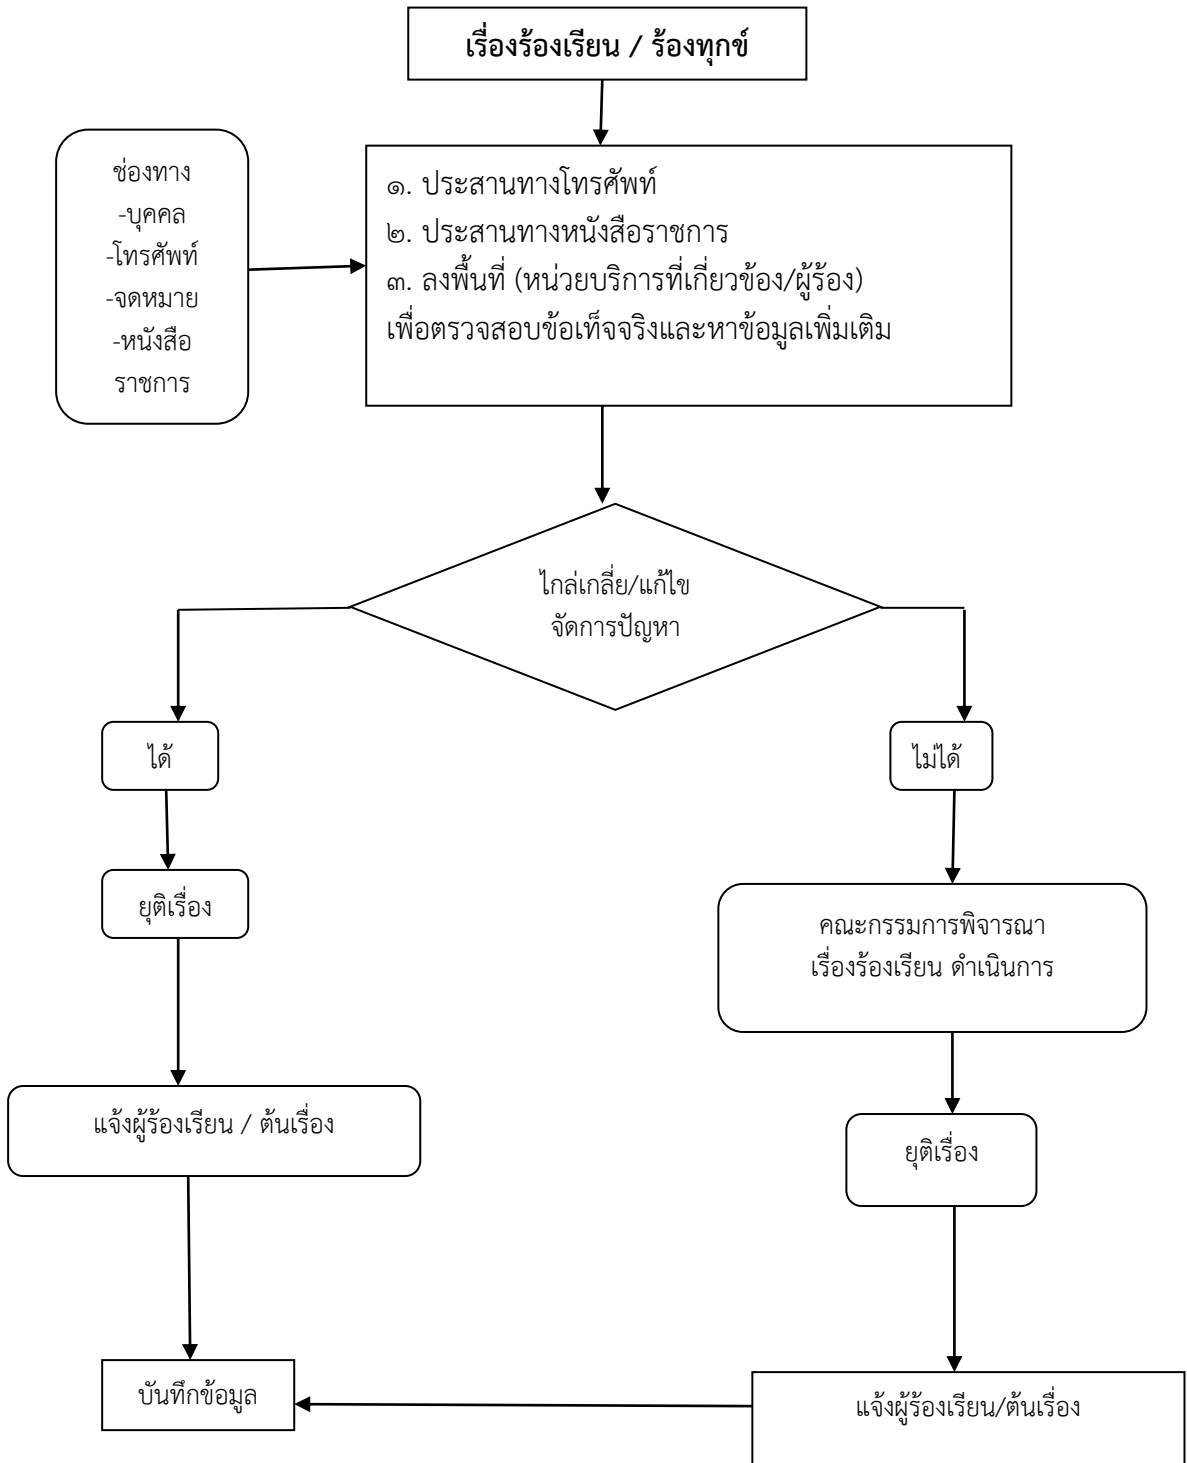 เรื่องร้องเรียน / ร้องทุกข์
ช่องทาง
-บุคคล
-โทรศัพท์
-จดหมาย
-หนังสือ
ราชการ
๑. ประสานทางโทรศัพท์
๒. ประสานทางหนังสือราชการ
๓. ลงพื้นที่ (หน่วยบริการที่เกี่ยวข้อง/ผู้ร้อง)
เพื่อตรวจสอบข้อเท็จจริงและหาข้อมูลเพิ่มเติม
ไกล่เกลี่ย/แก้ไข
จัดการปัญหา
ได้
ไม่ได้
ยุติเรื่อง
คณะกรรมการพิจารณา
เรื่องร้องเรียน ดำเนินการ
แจ้งผู้ร้องเรียน / ต้นเรื่อง
ยุติเรื่อง
บันทึกข้อมูล
แจ้งผู้ร้องเรียน/ต้นเรื่อง